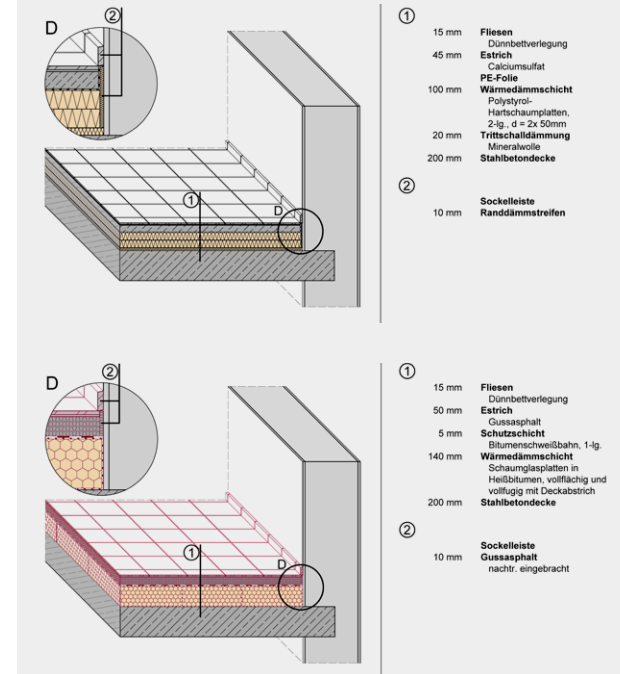 D
②
①
D
①
15 mm Fliesen
Dünnbettverlegung
45 mm Estrich
Calciumsulfat
PE-Folie
100 mm Wärmedämmschicht
Polystyrol-
Hartschaumplatten,
2-lg., d = 2x 50mm
20 mm Trittschalldämmung
Mineralwolle
200 mm Stahlbetondecke
②
Sockelleiste
10 mm Randdämmstreifen
D
②
①
D
①
15 mm Fliesen
Dünnbettverlegung
50 mm Estrich
Gussasphalt
5 mm Schutzschicht
Bitumenschweißbahn, 1-lg.
140 mm Wärmedämmschicht
Schaumglasplatten in
Heißbitumen, vollflächig und
vollfugig mit Deckabstrich
200 mm Stahlbetondecke
②
Sockelleiste
10 mm Gussasphalt
nachtr. eingebracht